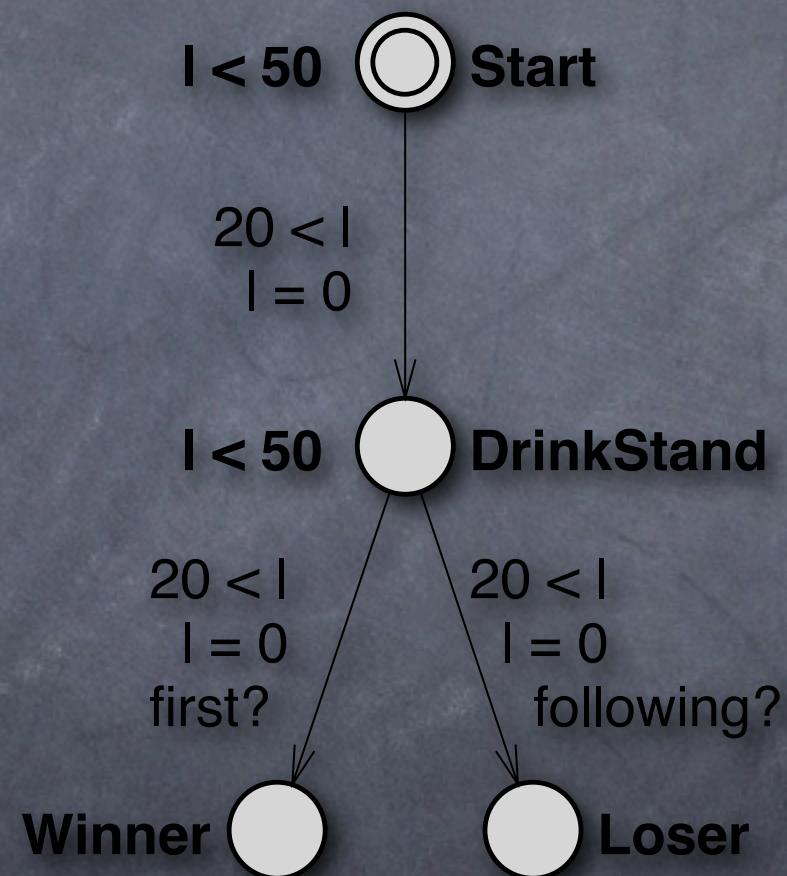 l < 50 Start
20 < l
l = 0
l < 50 DrinkStand
20 < l 20 < l
l = 0 l = 0
first? following?
Winner Loser